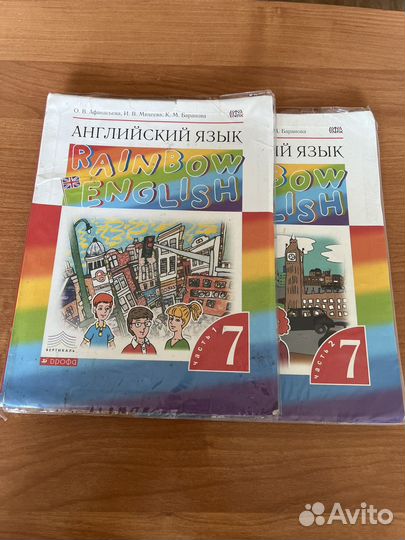 О. В. Афанасьева, И. В. Михеева, К. М. Баранова
АНГЛИЙСКИЙ ЯЗЫК
RAINBOW
ENGLISH
ВЕРТИКАЛЬ
ДРОФА
часть 1
7
Баранова
ИЙ ЯЗЫК
BOW
LISH
часть 2
7
Avito